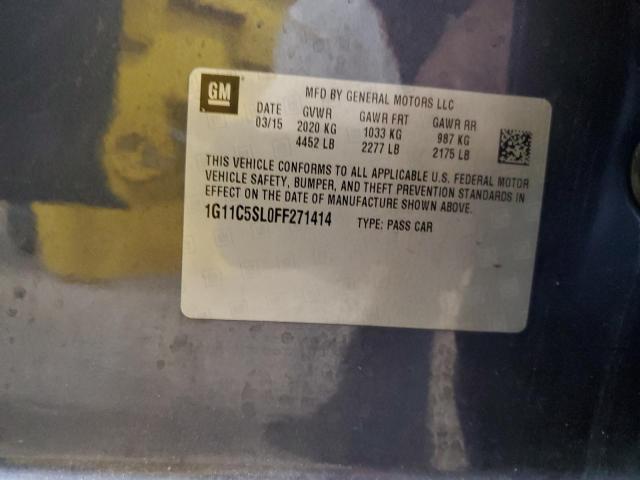 GM
MFD BY GENERAL MOTORS LLC
DATE GVWR GAWR FRT GAWR RR
03/15 2020 KG 1033 KG 987 KG
4452 LB 2277 LB 2175 LB
THIS VEHICLE CONFORMS TO ALL APPLICABLE U.S. FEDERAL MOTOR
VEHICLE SAFETY, BUMPER, AND THEFT PREVENTION STANDARDS IN
EFFECT ON THE DATE OF MANUFACTURE SHOWN ABOVE.
1G11C5SL0FF271414 TYPE: PASS CAR